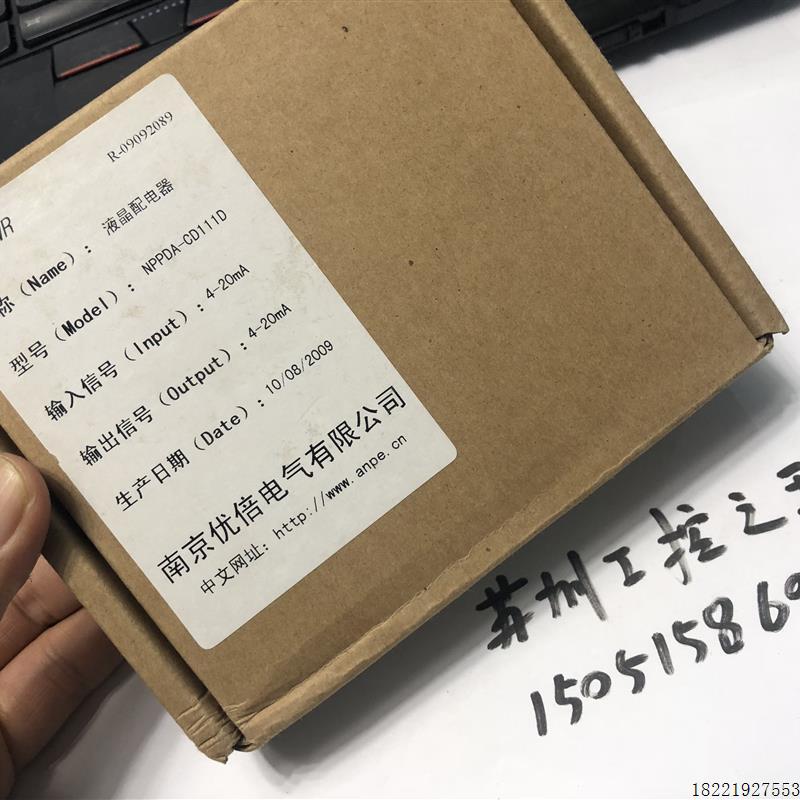 R-09092089
称（Name）：液晶配电器
型号（Model）：NPPDA-CD111D
输入信号（Input）：4-20mA
输出信号（Output）：4-20mA
生产日期（Date）：10/08/2009
南京优倍电气有限公司
中文网址：http://www.anpe.cn
苏州工控之
15051586
18221927553